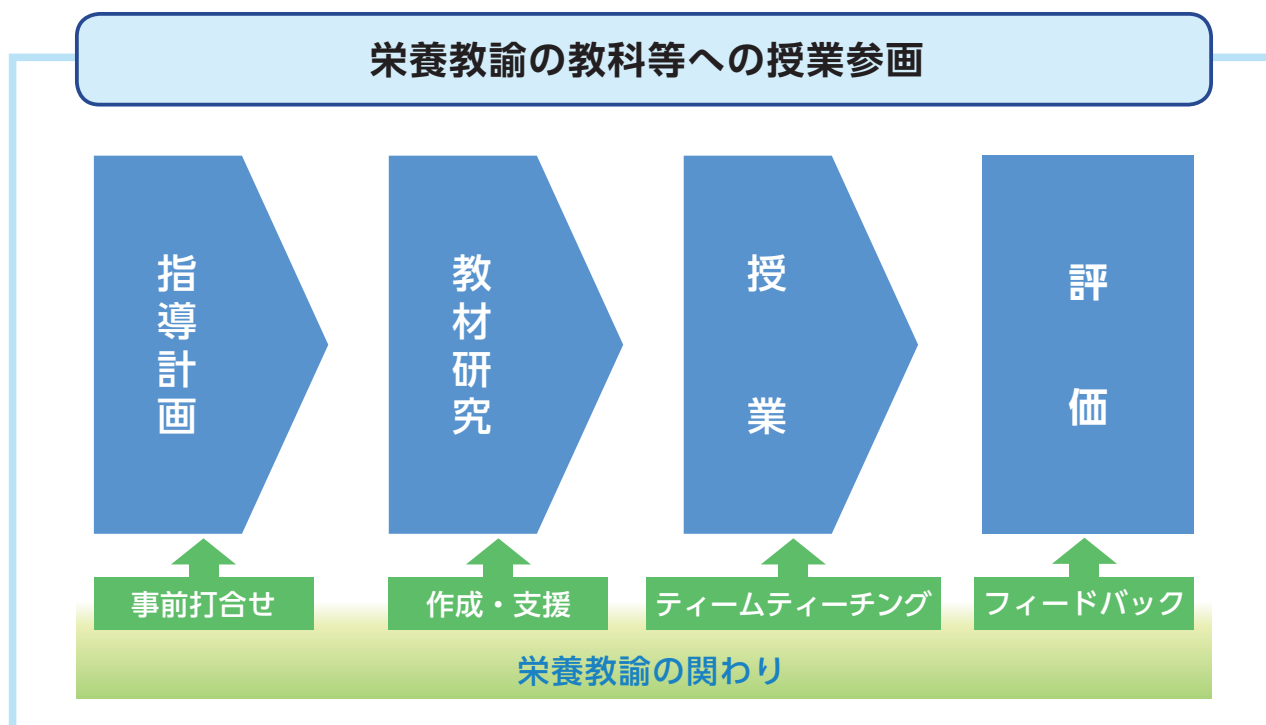 栄養教諭の教科等への授業参画
指導計画
教材研究
授業
評価
事前打合せ
作成・支援
ティームティーチング
フィードバック
栄養教諭の関わり